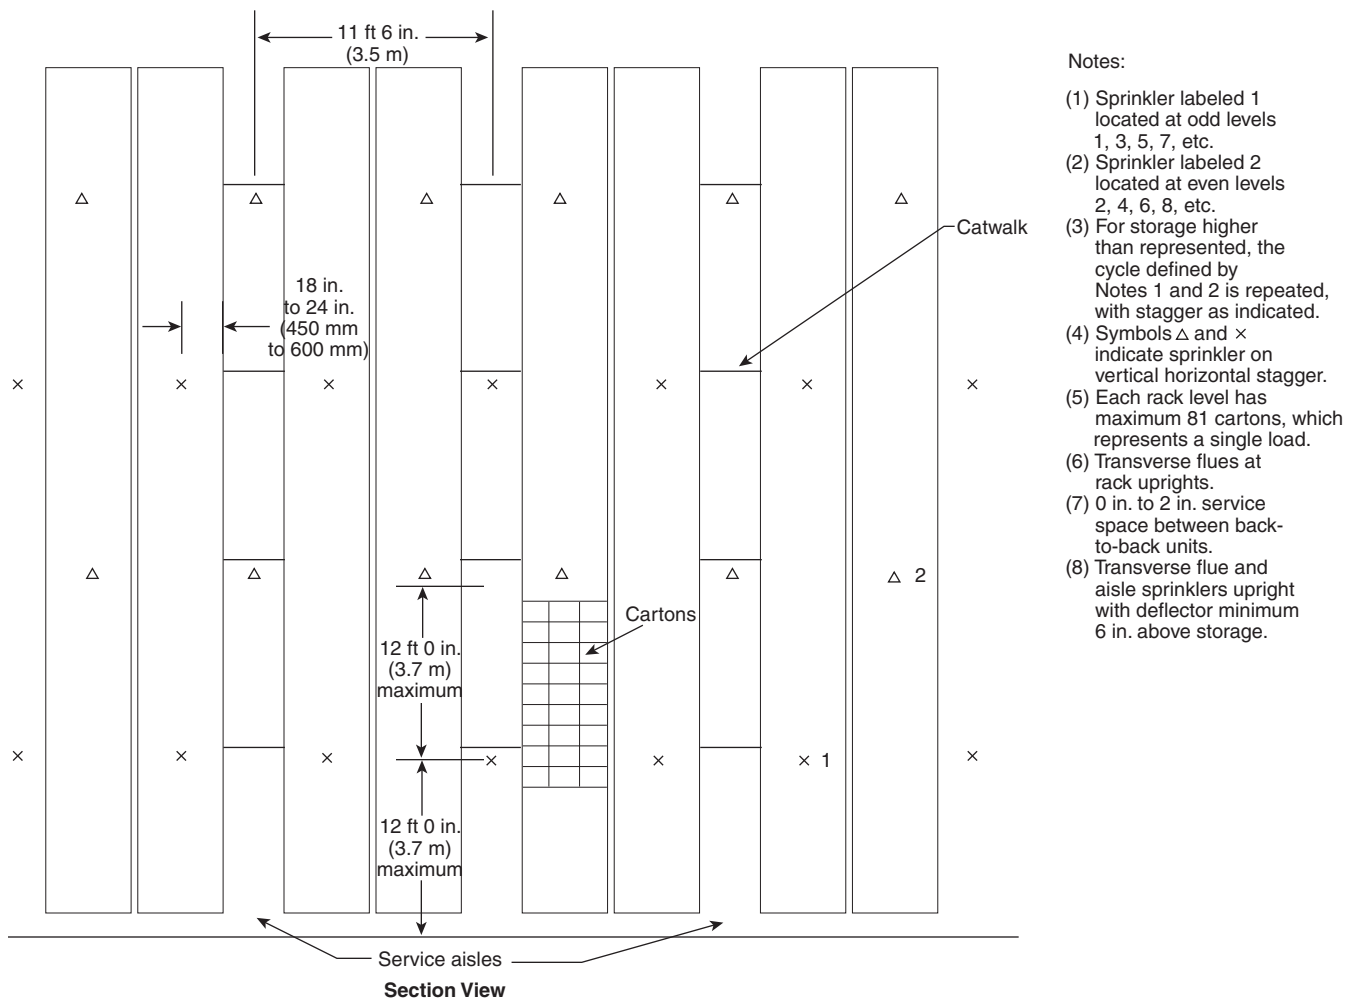 11 ft 6 in.
(3.5 m)
18 in.
to 24 in.
(450 mm
to 600 mm)
Catwalk
2
Cartons
12 ft 0 in.
(3.7 m)
maximum
1
12 ft 0 in.
(3.7 m)
maximum
Service aisles
Section View
Notes:
(1) Sprinkler labeled 1
located at odd levels
1, 3, 5, 7, etc.
(2) Sprinkler labeled 2
located at even levels
2, 4, 6, 8, etc.
(3) For storage higher
than represented, the
cycle defined by
Notes 1 and 2 is repeated,
with stagger as indicated.
(4) Symbols △ and ×
indicate sprinkler on
vertical horizontal stagger.
(5) Each rack level has
maximum 81 cartons, which
represents a single load.
(6) Transverse flues at
rack uprights.
(7) 0 in. to 2 in. service
space between back-
to-back units.
(8) Transverse flue and
aisle sprinklers upright
with deflector minimum
6 in. above storage.